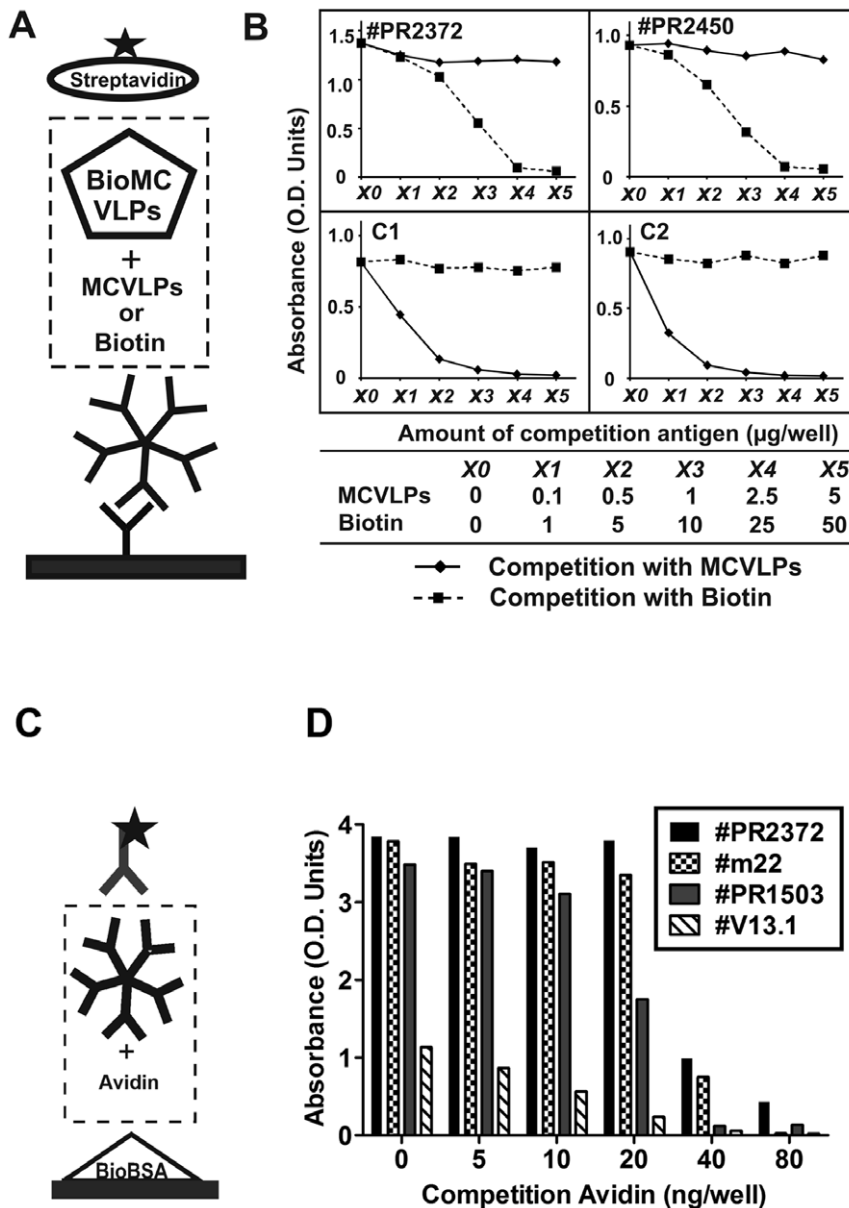 A
Streptavidin
BioMC
VLPs
+
MCVLPs
or
Biotin
B
Absorbance (O.D. Units)
#PR2372
1.5
1.0
0.5
0
X0 X1 X2 X3 X4 X5
#PR2450
1.0
0.5
0
X0 X1 X2 X3 X4 X5
C1
1.0
0.5
0
X0 X1 X2 X3 X4 X5
C2
1.0
0.5
0
X0 X1 X2 X3 X4 X5
Amount of competition antigen (µg/well)
X0 X1 X2 X3 X4 X5
MCVLPs 0 0.1 0.5 1 2.5 5
Biotin 0 1 5 10 25 50
Competition with MCVLPs
Competition with Biotin
C
+
Avidin
BioBSA
D
Absorbance (O.D. Units)
4
3
2
1
0
#PR2372
#m22
#PR1503
#V13.1
0 5 10 20 40 80
Competition Avidin (ng/well)